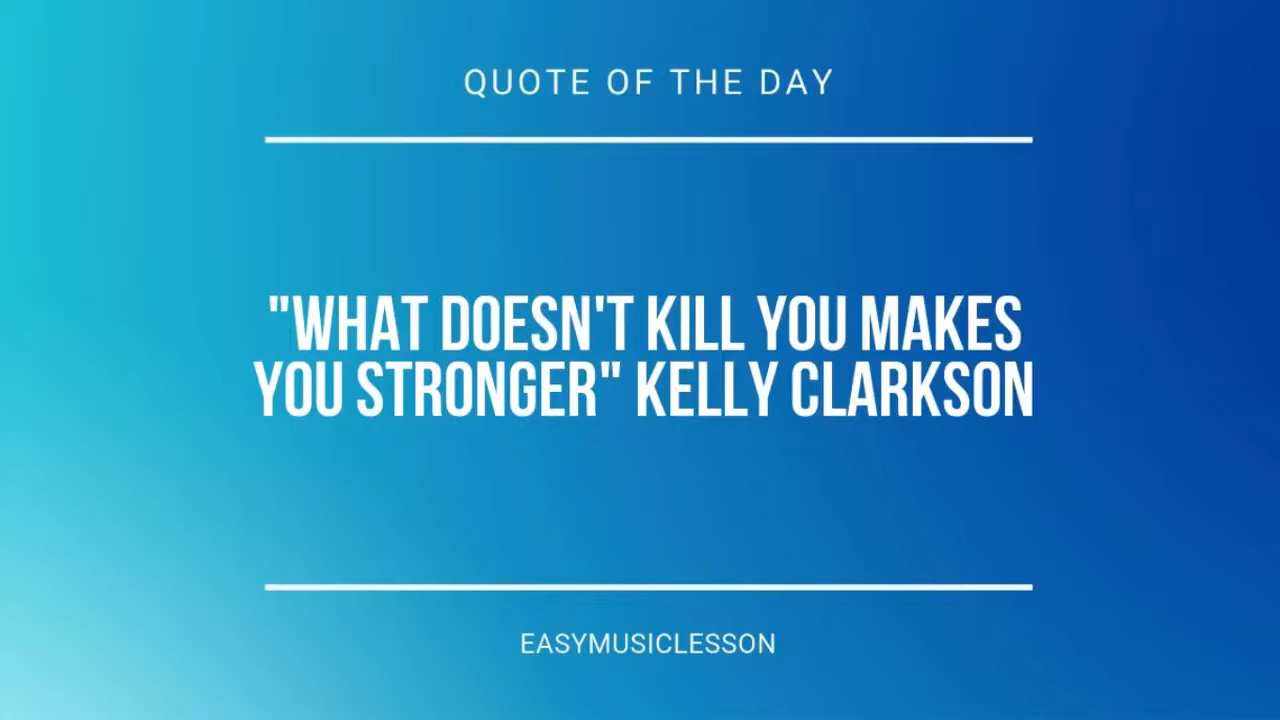 QUOTE OF THE DAY
"WHAT DOESN'T KILL YOU MAKES
YOU STRONGER" KELLY CLARKSON
EASYMUSICLESSON